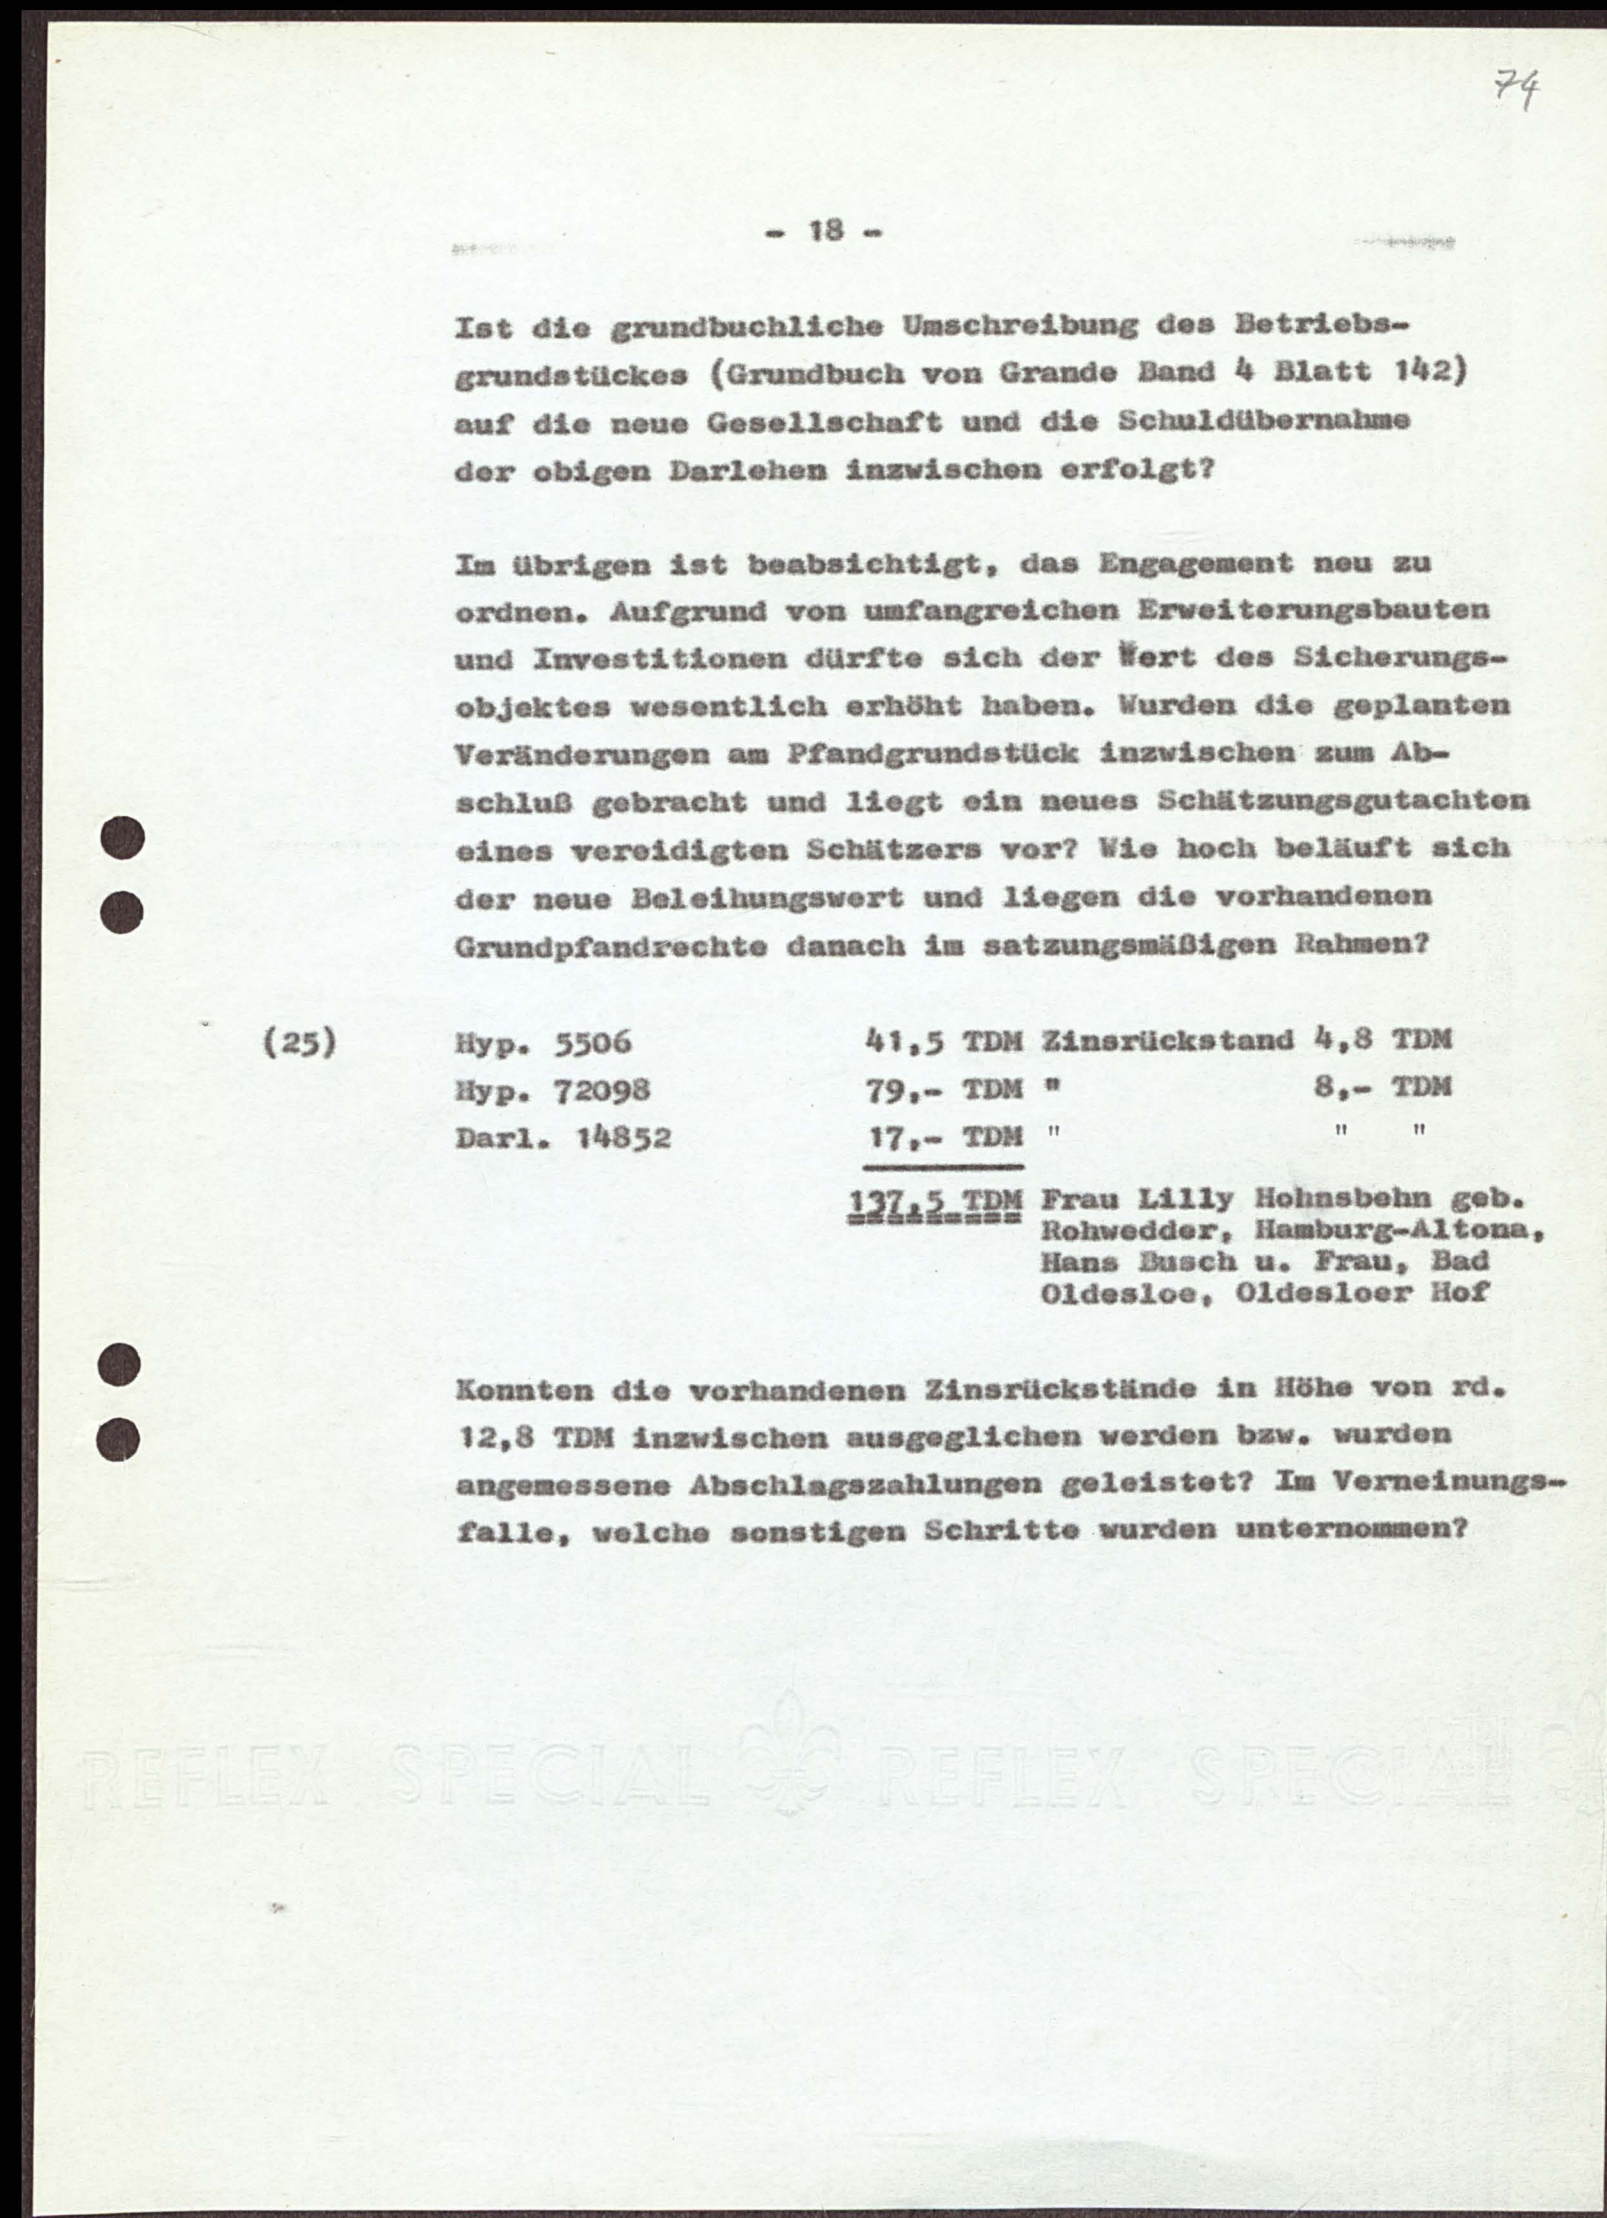 74
- 18 -
Ist die grundbuchliche Umschreibung des Betriebs-
grundstückes (Grundbuch von Grande Band 4 Blatt 142)
auf die neue Gesellschaft und die Schuldübernahme
der obigen Darlehen inzwischen erfolgt?
Im übrigen ist beabsichtigt, das Engagement neu zu
ordnen. Aufgrund von umfangreichen Erweiterungsbauten
und Investitionen dürfte sich der Wert des Sicherungs-
objektes wesentlich erhöht haben. Wurden die geplanten
Veränderungen am Pfandgrundstück inzwischen zum Ab-
schluß gebracht und liegt ein neues Schätzungsgutachten
eines vereidigten Schätzers vor? Wie hoch beläuft sich
der neue Beleihungswert und liegen die vorhandenen
Grundpfandrechte danach im satzungsmäßigen Rahmen?
(25) Hyp. 5506 41,5 TDM Zinsrückstand 4,8 TDM
Hyp. 72098 79,- TDM " 8,- TDM
Darl. 14852 17,- TDM " " "
137,5 TDM Frau Lilly Hohnsbehn geb.
Rohwedder, Hamburg-Altona,
Hans Busch u. Frau, Bad
Oldesloe, Oldesloer Hof
Konnten die vorhandenen Zinsrückstände in Höhe von rd.
12,8 TDM inzwischen ausgeglichen werden bzw. wurden
angemessene Abschlagszahlungen geleistet? Im Verneinungs-
falle, welche sonstigen Schritte wurden unternommen?
REFLEX SPECIAL REFLEX SPECIAL